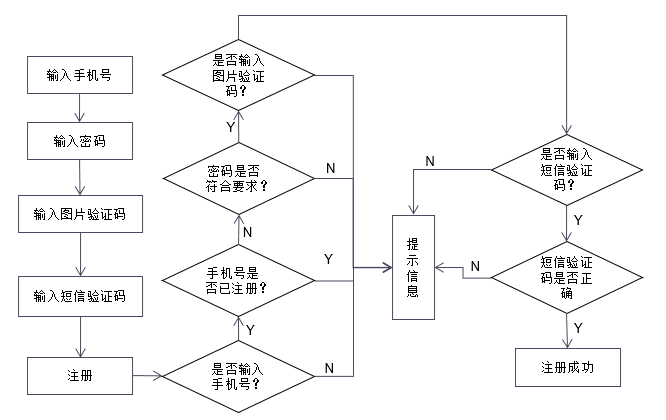 输入手机号
输入密码
输入图片验证码
输入短信验证码
注册
是否输入
手机号?
N
Y
手机号是
否已注册?
Y
N
密码是否
符合要求?
N
Y
是否输入
图片验证
码?
是否输入
短信验证
码?
N
Y
短信验证
码是否正
确
N
Y
提
示
信
息
注册成功